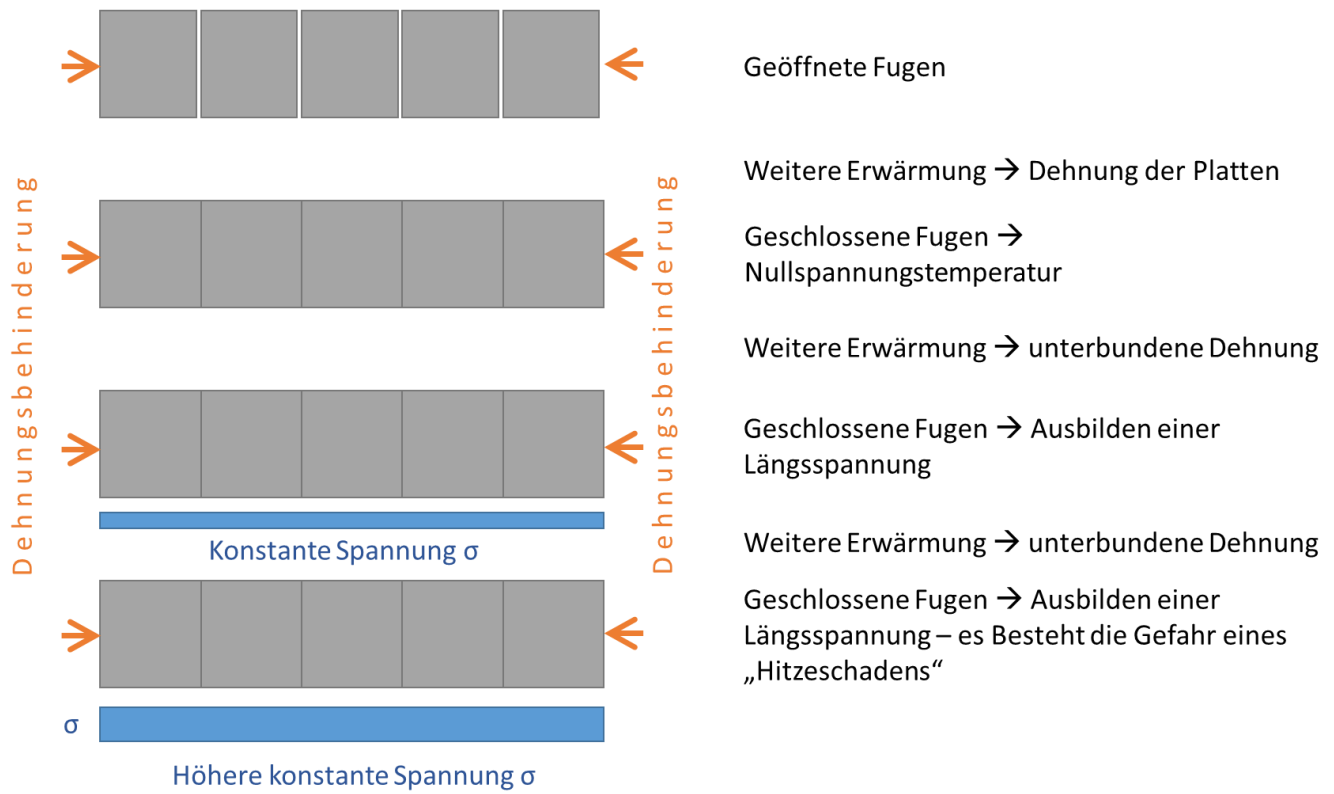 Geöffnete Fugen
Weitere Erwärmung → Dehnung der Platten
Dehnungsbehinderung
Dehnungsbehinderung
Geschlossene Fugen →
Nullspannungstemperatur
Weitere Erwärmung → unterbundene Dehnung
Geschlossene Fugen → Ausbilden einer
Längsspannung
Konstante Spannung σ
Weitere Erwärmung → unterbundene Dehnung
Geschlossene Fugen → Ausbilden einer
Längsspannung – es Besteht die Gefahr eines
„Hitzeschadens“
σ
Höhere konstante Spannung σ